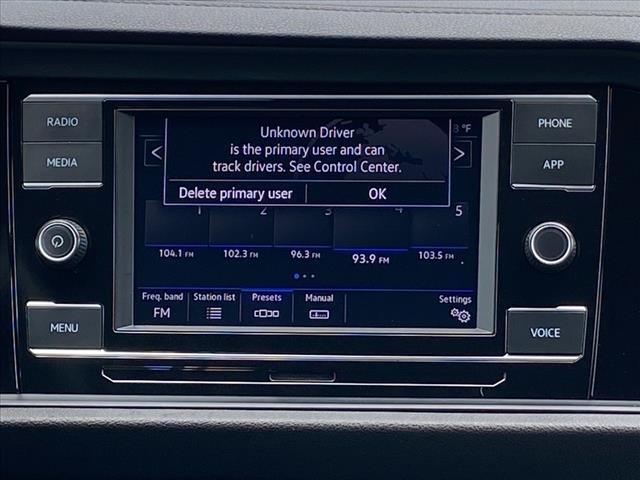 RADIO
MEDIA
MENU
PHONE
APP
VOICE
°F
Unknown Driver
is the primary user and can
track drivers. See Control Center.
Delete primary user
OK
<
>
1 2 3 4 5
104.1 FM 102.3 FM 96.3 FM 93.9 FM 103.5 FM
Freq. band Station list Presets Manual Settings
FM